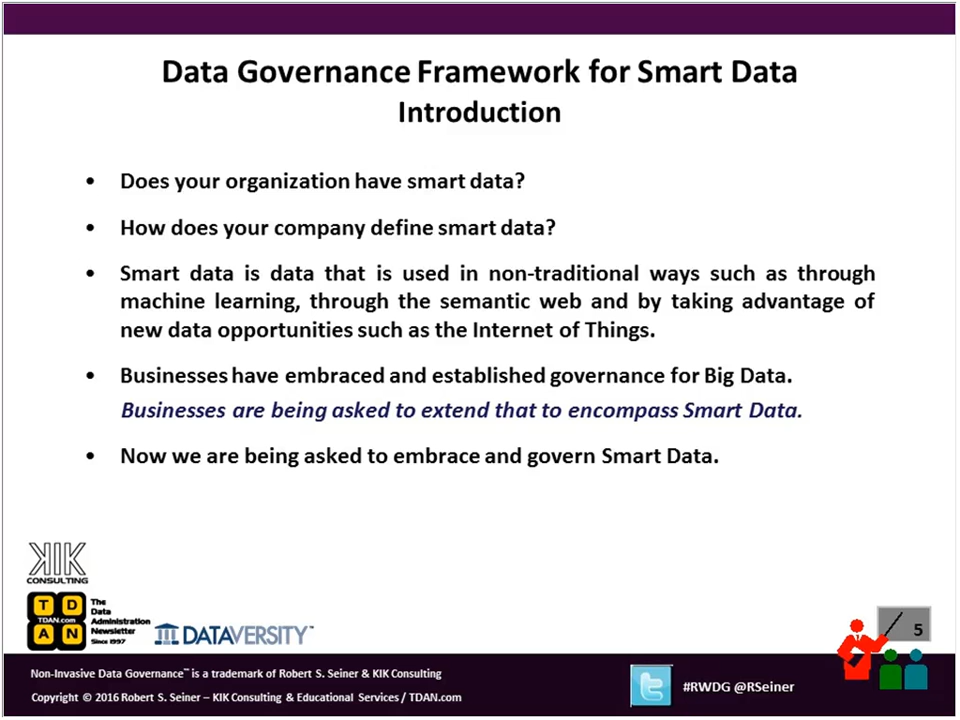 Data Governance Framework for Smart Data
Introduction
• Does your organization have smart data?
• How does your company define smart data?
• Smart data is data that is used in non-traditional ways such as through
machine learning, through the semantic web and by taking advantage of
new data opportunities such as the Internet of Things.
• Businesses have embraced and established governance for Big Data.
Businesses are being asked to extend that to encompass Smart Data.
• Now we are being asked to embrace and govern Smart Data.
KIK
CONSULTING
T D
TDAN.com
A N
The
Data
Administration
Newsletter
Since 1997
DATAVERSITY™
5
Non-Invasive Data Governance™ is a trademark of Robert S. Seiner & KIK Consulting
Copyright © 2016 Robert S. Seiner – KIK Consulting & Educational Services / TDAN.com
#RWDG @RSeiner